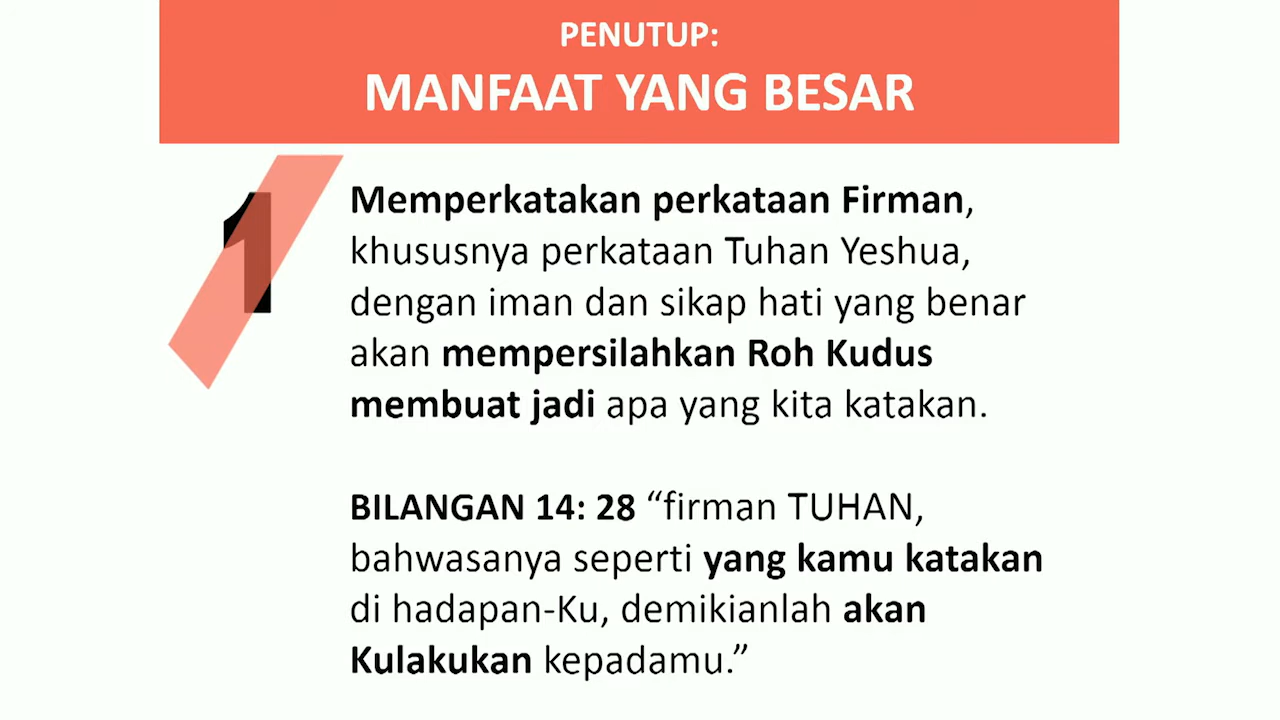 PENUTUP:
MANFAAT YANG BESAR
1
Memperkatakan perkataan Firman,
khususnya perkataan Tuhan Yeshua,
dengan iman dan sikap hati yang benar
akan mempersilahkan Roh Kudus
membuat jadi apa yang kita katakan.
BILANGAN 14: 28 “firman TUHAN,
bahwasanya seperti yang kamu katakan
di hadapan-Ku, demikianlah akan
Kulakukan kepadamu.”